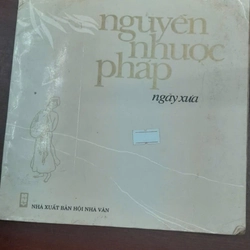 nguyễn
nhược
pháp
ngày xưa
NHÀ XUẤT BẢN HỘI NHÀ VĂN